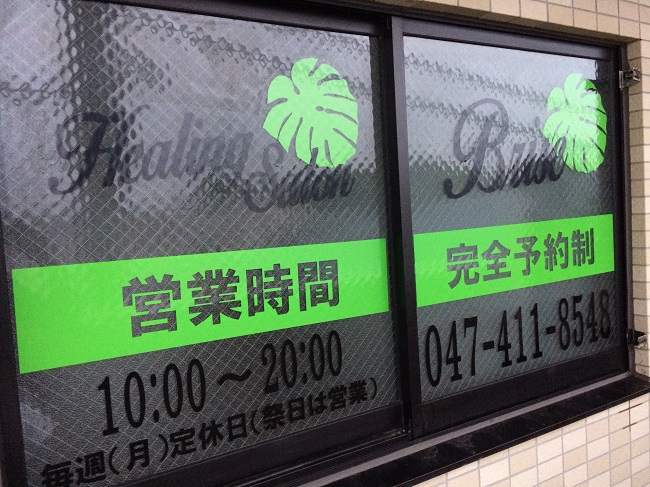 Healing Salon
営業時間
10:00～20:00
毎週(月)定休日(祭日は営業)
Brise
完全予約制
047-411-8548